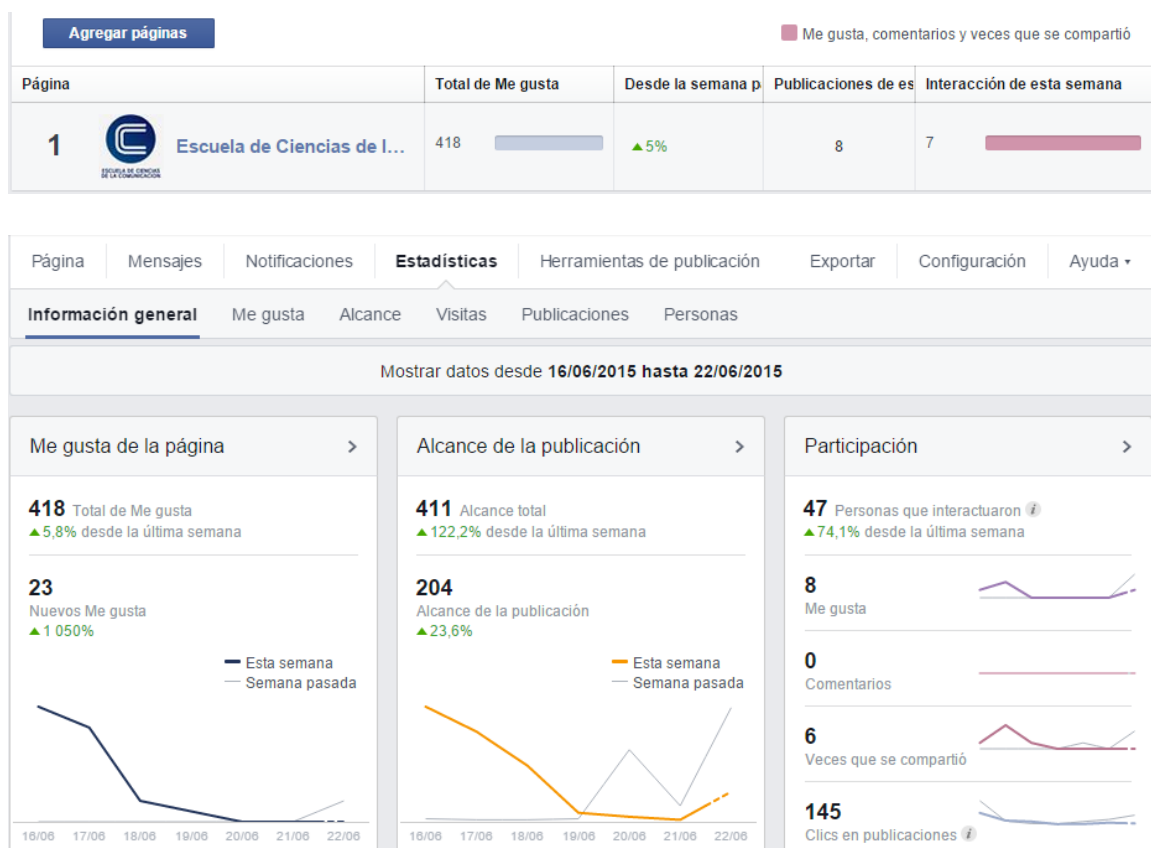 Agregar páginas
Me gusta, comentarios y veces que se compartió
Página Total de Me gusta Desde la semana p Publicaciones de es Interacción de esta semana
1 ESCUELA DE CIENCIAS DE LA COMUNICACION Escuela de Ciencias de l... 418 ▲5% 8 7
Página Mensajes Notificaciones Estadísticas Herramientas de publicación Exportar Configuración Ayuda ▾
Información general Me gusta Alcance Visitas Publicaciones Personas
Mostrar datos desde 16/06/2015 hasta 22/06/2015
Me gusta de la página >
418 Total de Me gusta
▲5,8% desde la última semana
23
Nuevos Me gusta
▲1 050%
Esta semana
Semana pasada
16/06 17/06 18/06 19/06 20/06 21/06 22/06
Alcance de la publicación >
411 Alcance total
▲122,2% desde la última semana
204
Alcance de la publicación
▲23,6%
Esta semana
Semana pasada
16/06 17/06 18/06 19/06 20/06 21/06 22/06
Participación >
47 Personas que interactuaron i
▲74,1% desde la última semana
8
Me gusta
0
Comentarios
6
Veces que se compartió
145
Clics en publicaciones i